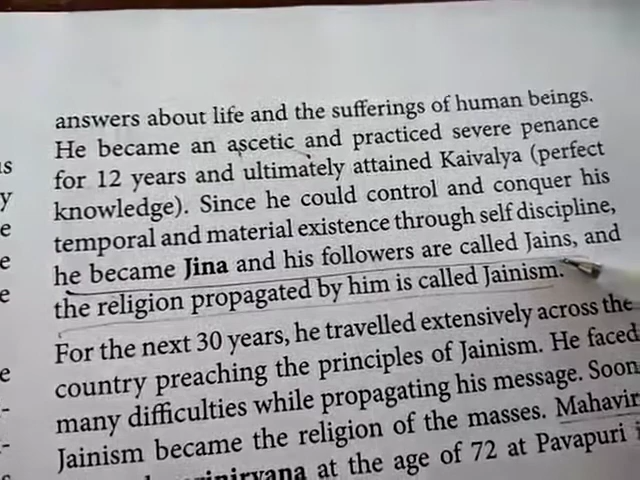 answers about life and the sufferings of human beings.
He became an ascetic and practiced severe penance
for 12 years and ultimately attained Kaivalya (perfect
knowledge). Since he could control and conquer his
temporal and material existence through self discipline,
he became Jina and his followers are called Jains, and
the religion propagated by him is called Jainism.
For the next 30 years, he travelled extensively across the
country preaching the principles of Jainism. He faced
many difficulties while propagating his message. Soon
Jainism became the religion of the masses. Mahavir
at the age of 72 at Pavapuri